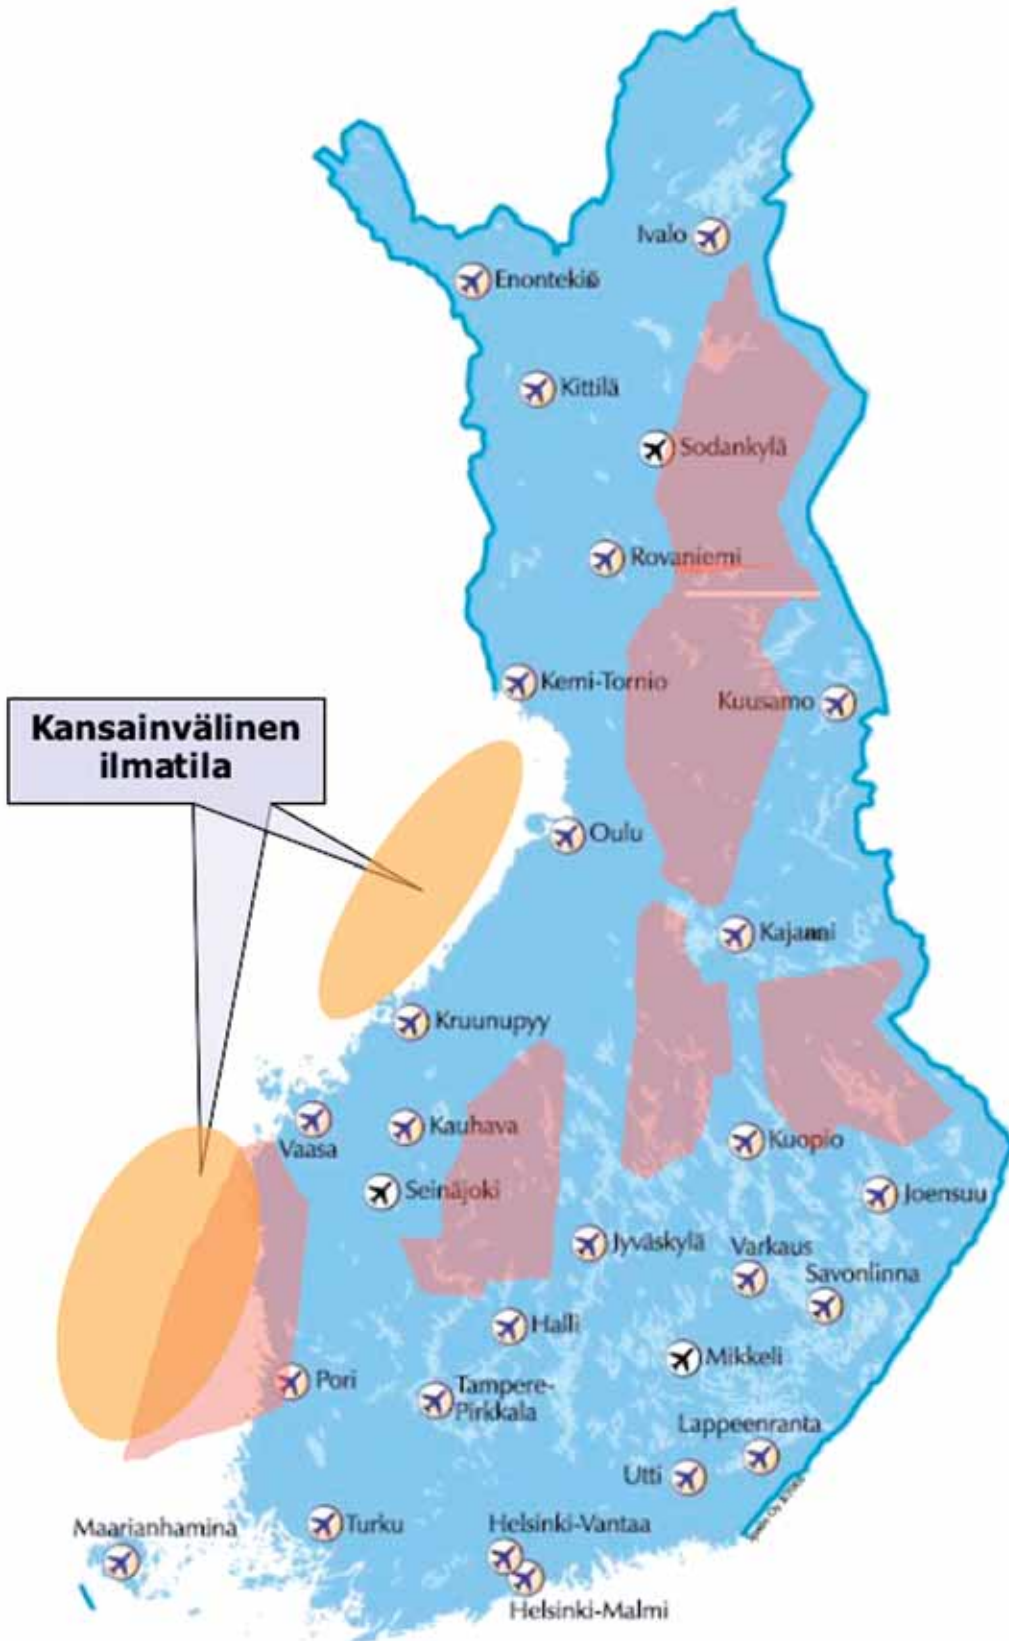 Ivalo
Enontekiö
Kittilä
Sodankylä
Rovaniemi
Kemi-Tornio
Kuusamo
Kansainvälinen
ilmatila
Oulu
Kajaani
Kruunupyy
Vaasa
Kauhava
Kuopio
Seinäjoki
Joensuu
Jyväskylä
Varkaus
Savonlinna
Halli
Mikkeli
Pori
Tampere-
Pirkkala
Lappeenranta
Utti
Maarianhamina
Turku
Helsinki-Vantaa
Helsinki-Malmi